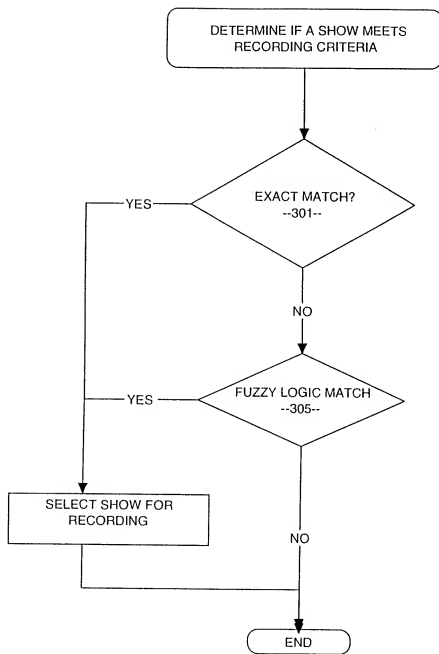 DETERMINE IF A SHOW MEETS
RECORDING CRITERIA
EXACT MATCH?
--301--
YES
NO
FUZZY LOGIC MATCH
--305--
YES
SELECT SHOW FOR
RECORDING
NO
END